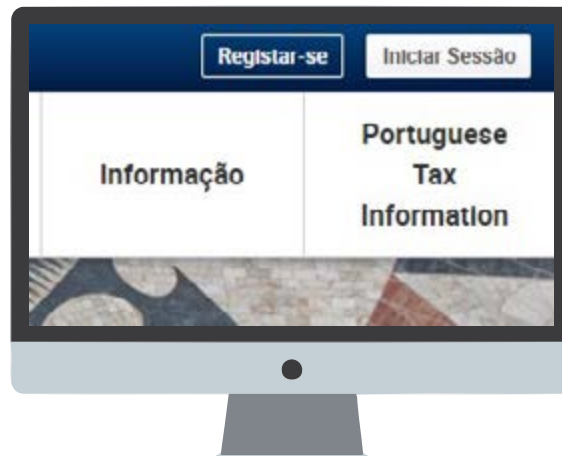 Registar-se
Iniciar Sessão
Informação
Portuguese
Tax
Information